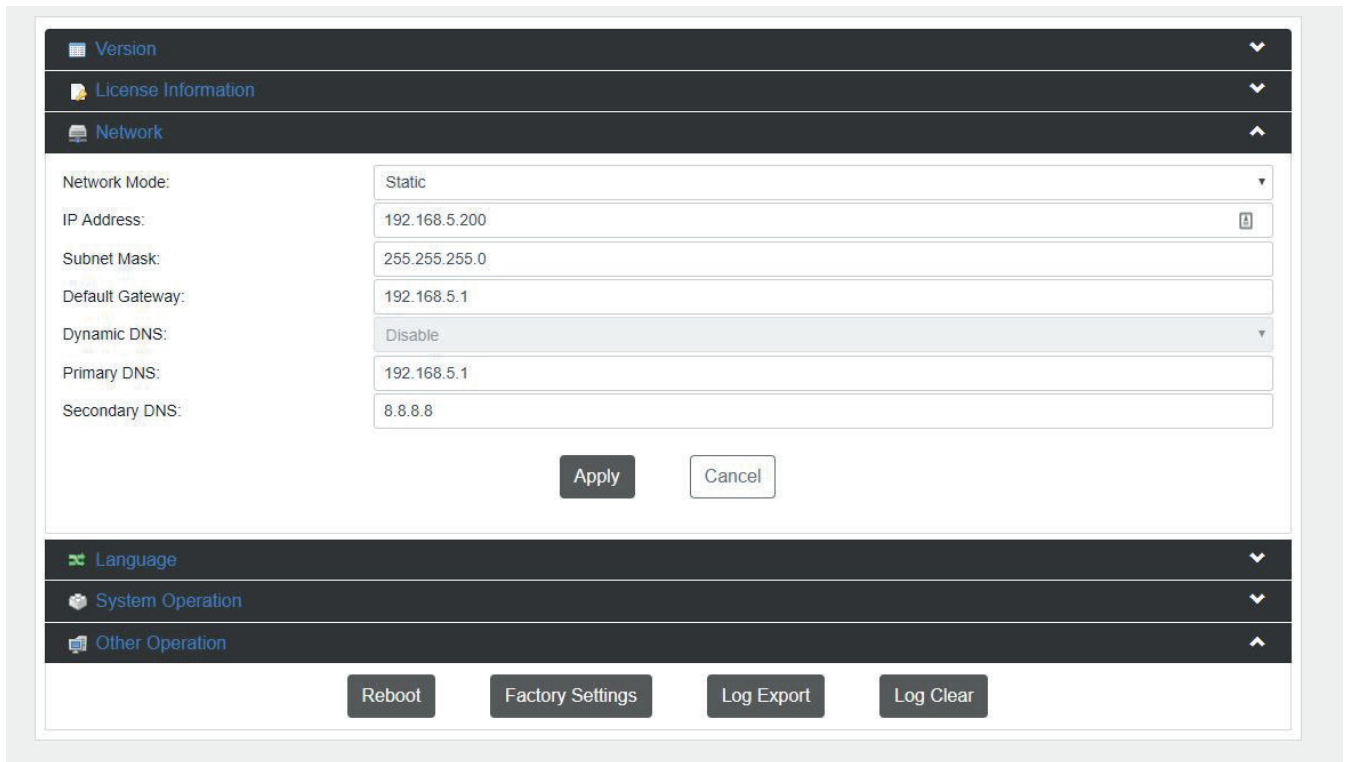 Version
License Information
Network
Network Mode: Static
IP Address: 192.168.5.200
Subnet Mask: 255.255.255.0
Default Gateway: 192.168.5.1
Dynamic DNS: Disable
Primary DNS: 192.168.5.1
Secondary DNS: 8.8.8.8
Apply Cancel
Language
System Operation
Other Operation
Reboot Factory Settings Log Export Log Clear